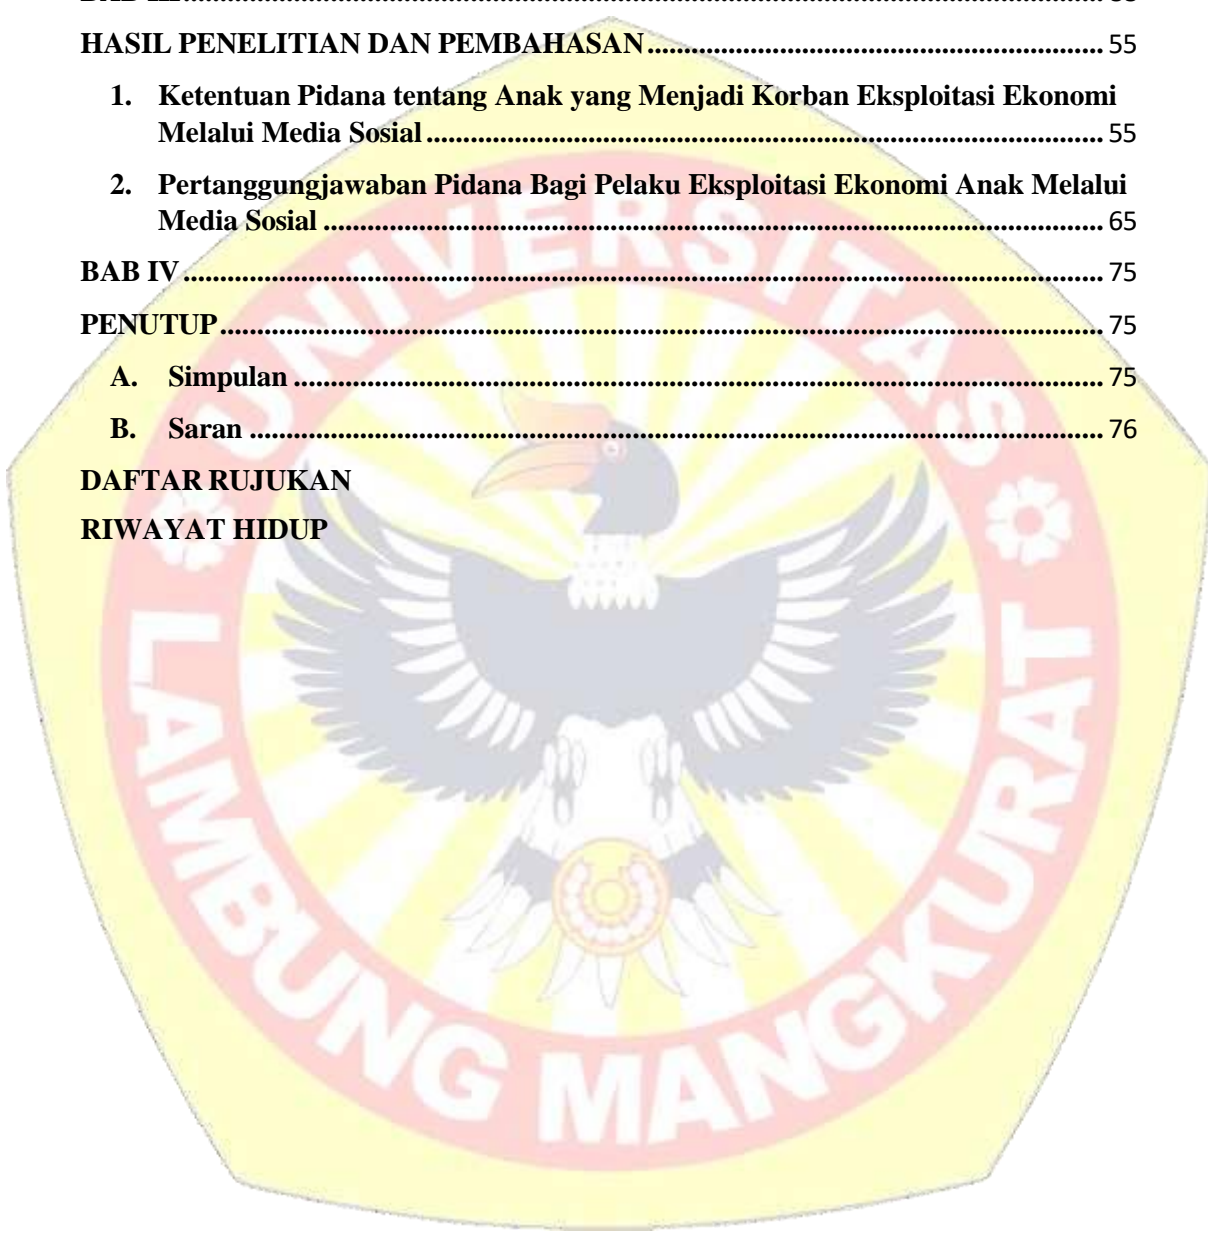 HASIL PENELITIAN DAN PEMBAHASAN........................................ 55
1. Ketentuan Pidana tentang Anak yang Menjadi Korban Eksploitasi Ekonomi
Melalui Media Sosial........................................ 55
2. Pertanggungjawaban Pidana Bagi Pelaku Eksploitasi Ekonomi Anak Melalui
Media Sosial........................................ 65
BAB IV........................................ 75
PENUTUP........................................ 75
A. Simpulan........................................ 75
B. Saran........................................ 76
DAFTAR RUJUKAN
RIWAYAT HIDUP
UNIVERSITAS
LAMBUNG MANGKURAT